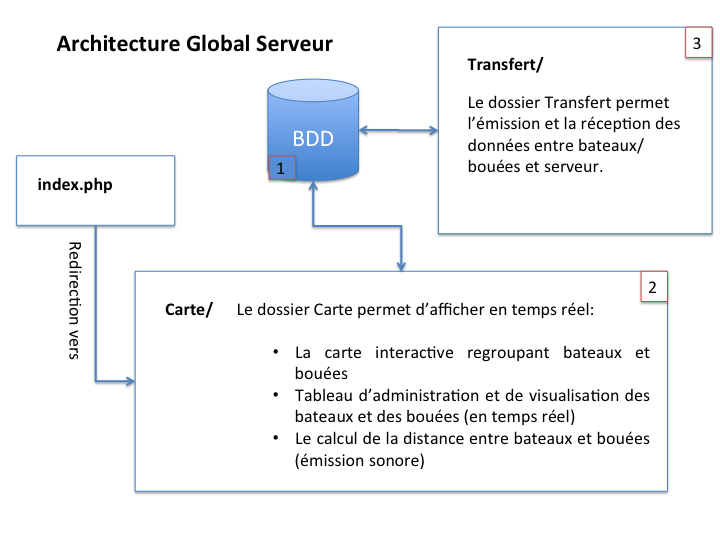 Architecture Global Serveur
3
Transfert/
Le dossier Transfert permet
l'émission et la réception des
données entre bateaux/
bouées et serveur.
BDD
1
index.php
Redirection vers
2
Carte/ Le dossier Carte permet d'afficher en temps réel:
• La carte interactive regroupant bateaux et
bouées
• Tableau d'administration et de visualisation des
bateaux et des bouées (en temps réel)
• Le calcul de la distance entre bateaux et bouées
(émission sonore)